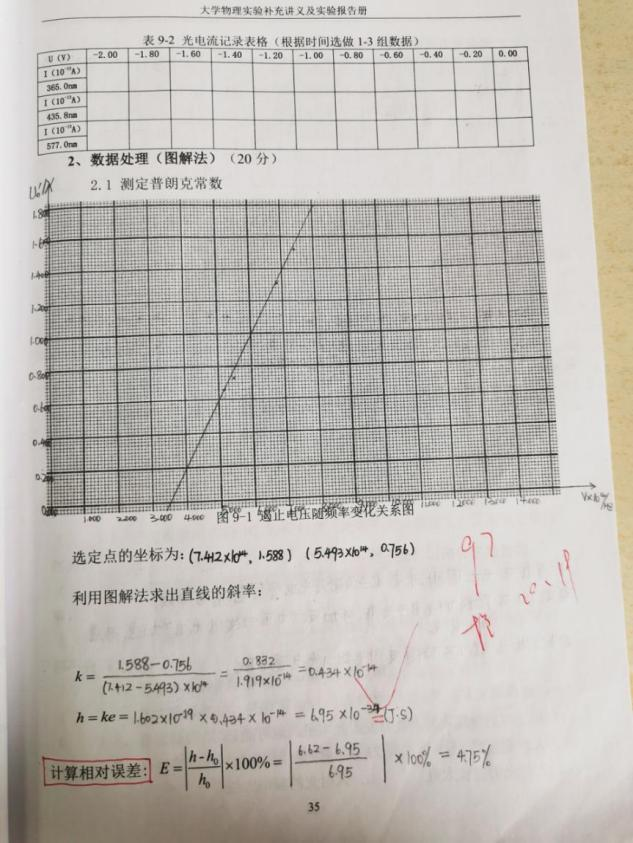 大学物理实验补充讲义及实验报告册
表 9-2 光电流记录表格（根据时间选做 1-3 组数据）
U (V) -2.00 -1.80 -1.60 -1.40 -1.20 -1.00 -0.80 -0.60 -0.40 -0.20 0.00
I (10⁻¹¹A)
365.0nm
I (10⁻¹¹A)
435.8nm
I (10⁻¹¹A)
577.0nm
2、数据处理（图解法）（20 分）
2.1 测定普朗克常数
1.000 2.000 3.000 4.000
图 9-1 遏止电压随频率变化关系图
选定点的坐标为: (7.412×10¹⁴, 1.588) (5.493×10¹⁴, 0.756)
97
利用图解法求出直线的斜率:
k = 1.588-0.756 / (7.412-5.493)×10¹⁴ = 0.832 / 1.919×10¹⁴ = 0.434×10⁻¹⁴
h = ke = 1.602×10⁻¹⁹ × 0.434 × 10⁻¹⁴ = 6.95 ×10⁻³⁴ (J·S)
计算相对误差: E = |h-h₀ / h₀| ×100% = |6.62-6.95 / 6.95| ×100% = 4.75%
35